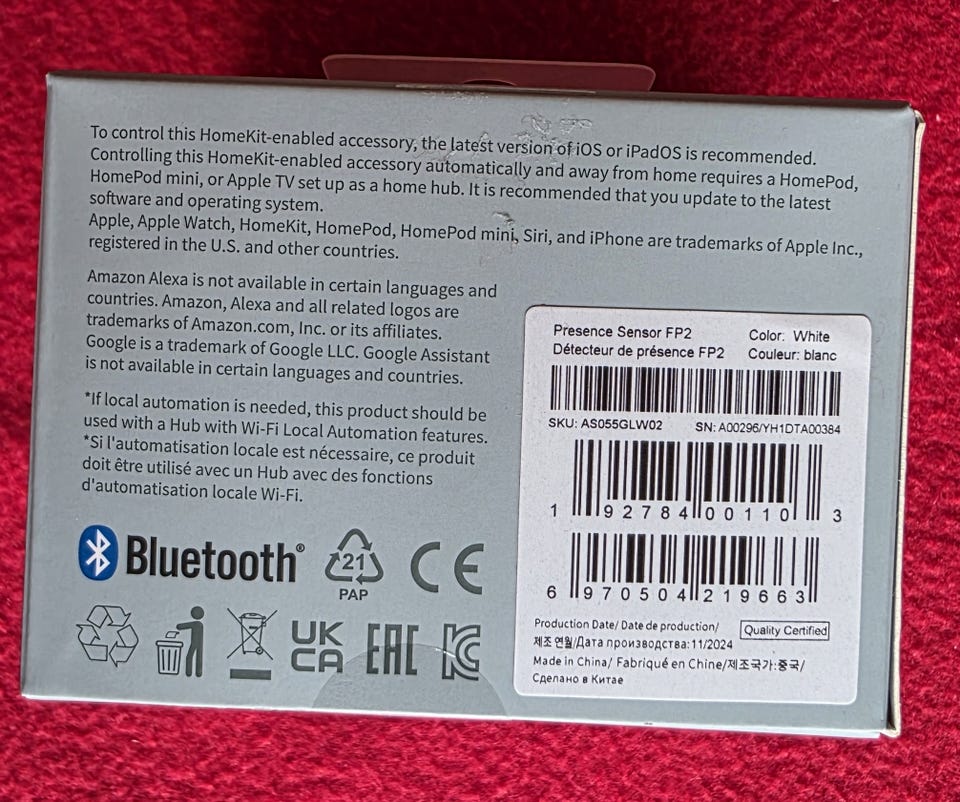 To control this HomeKit-enabled accessory, the latest version of iOS or iPadOS is recommended.
Controlling this HomeKit-enabled accessory automatically and away from home requires a HomePod,
HomePod mini, or Apple TV set up as a home hub. It is recommended that you update to the latest
software and operating system.
Apple, Apple Watch, HomeKit, HomePod, HomePod mini, Siri, and iPhone are trademarks of Apple Inc.,
registered in the U.S. and other countries.
Amazon Alexa is not available in certain languages and
countries. Amazon, Alexa and all related logos are
trademarks of Amazon.com, Inc. or its affiliates.
Google is a trademark of Google LLC. Google Assistant
is not available in certain languages and countries.
*If local automation is needed, this product should be
used with a Hub with Wi-Fi Local Automation features.
*Si l'automatisation locale est nécessaire, ce produit
doit être utilisé avec un Hub avec des fonctions
d'automatisation locale Wi-Fi.
Bluetooth®
21
PAP
CE
UK
CA
EAC
KC
Presence Sensor FP2 Color: White
Détecteur de présence FP2 Couleur: blanc
SKU: AS055GLW02 SN: A00296/YH1DTA00384
1 92784 00110 3
6 970504 219663
Production Date/ Date de production/
제조 연월/Дата производства:11/2024
Quality Certified
Made in China/ Fabriqué en Chine/제조국가:중국/
Сделано в Китае